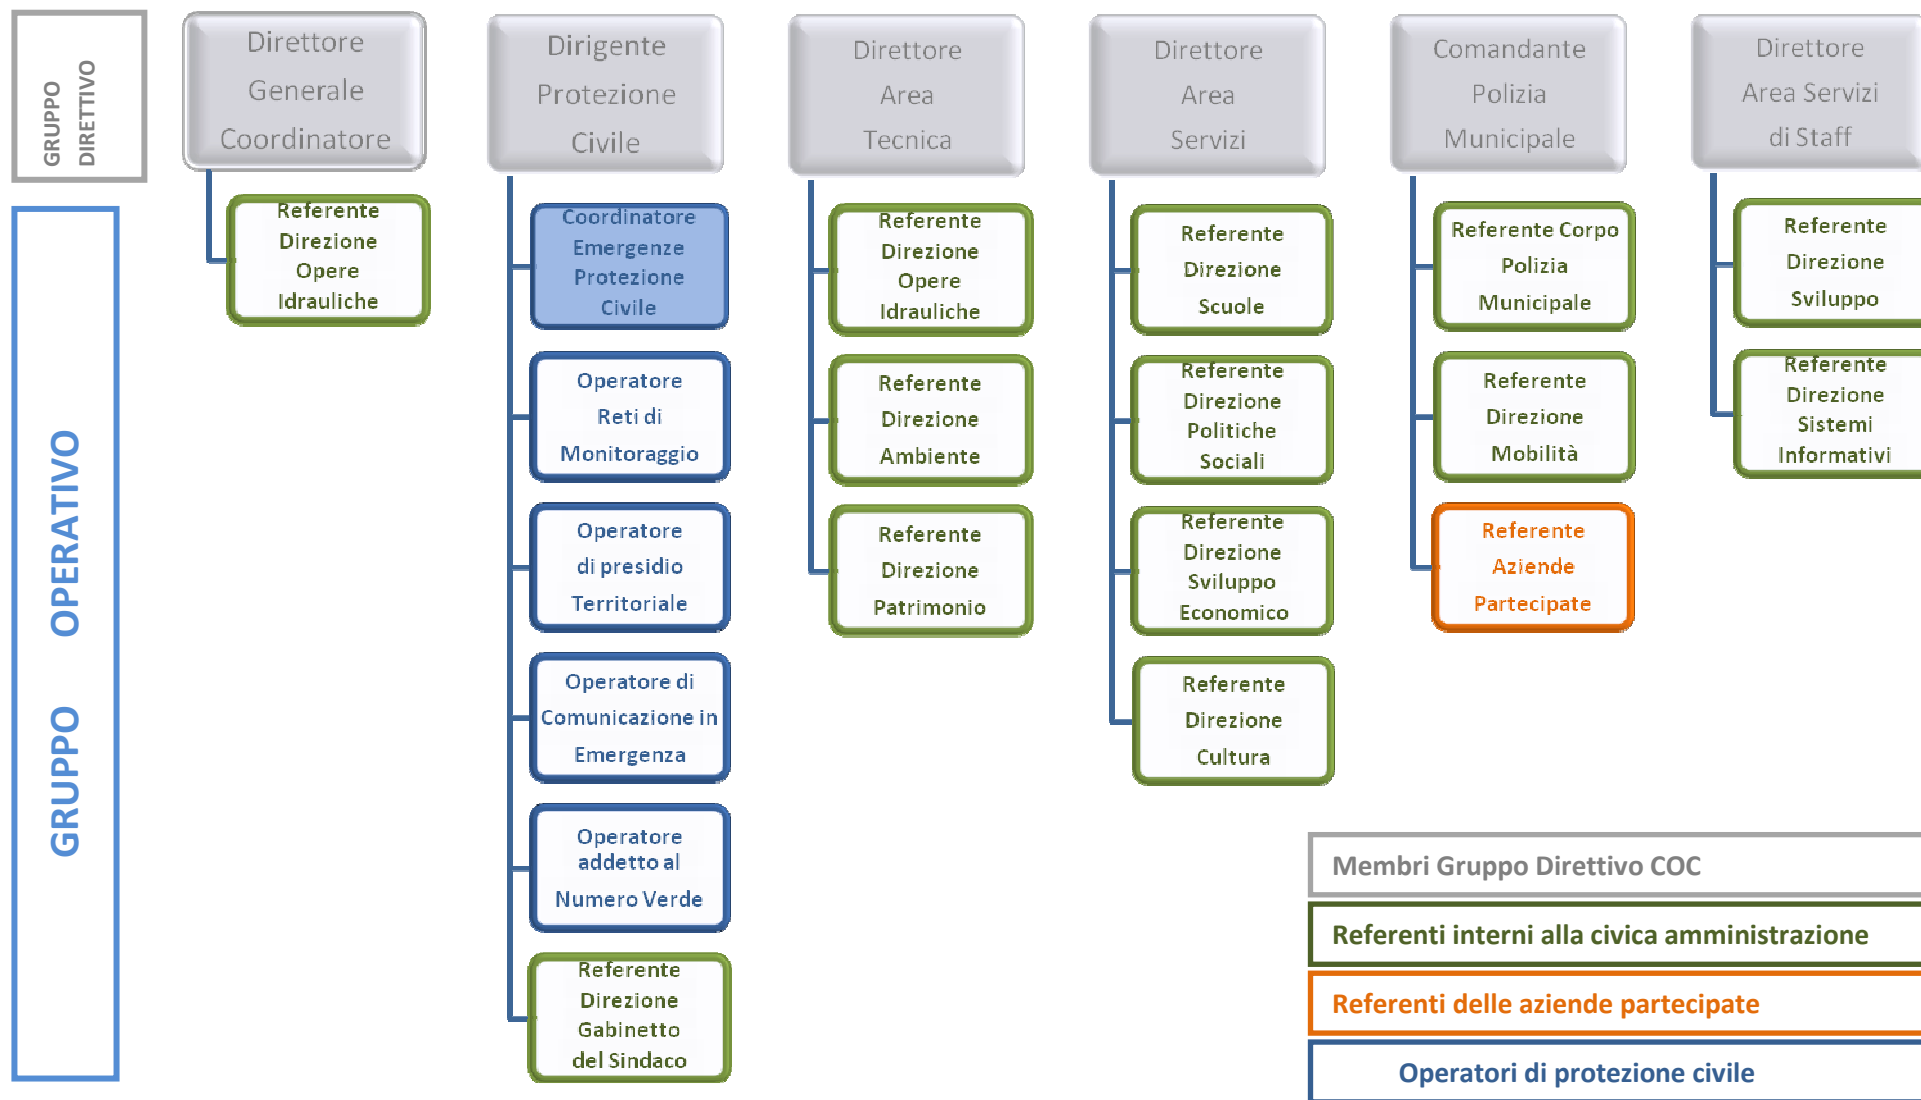 GRUPPO
DIRETTIVO
Direttore
Generale
Coordinatore
Dirigente
Protezione
Civile
Direttore
Area
Tecnica
Direttore
Area
Servizi
Comandante
Polizia
Municipale
Direttore
Area Servizi
di Staff
GRUPPO OPERATIVO
Referente
Direzione
Opere
Idrauliche
Coordinatore
Emergenze
Protezione
Civile
Operatore
Reti di
Monitoraggio
Operatore
di presidio
Territoriale
Operatore di
Comunicazione in
Emergenza
Operatore
addetto al
Numero Verde
Referente
Direzione
Gabinetto
del Sindaco
Referente
Direzione
Opere
Idrauliche
Referente
Direzione
Ambiente
Referente
Direzione
Patrimonio
Referente
Direzione
Scuole
Referente
Direzione
Politiche
Sociali
Referente
Direzione
Sviluppo
Economico
Referente
Direzione
Cultura
Referente Corpo
Polizia
Municipale
Referente
Direzione
Mobilità
Referente
Aziende
Partecipate
Referente
Direzione
Sviluppo
Referente
Direzione
Sistemi
Informativi
Membri Gruppo Direttivo COC
Referenti interni alla civica amministrazione
Referenti delle aziende partecipate
Operatori di protezione civile